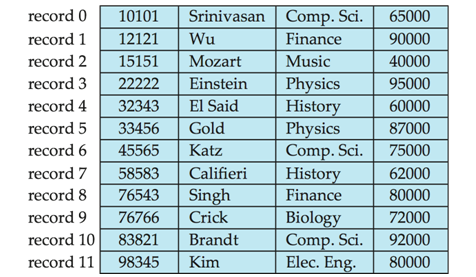 record 0 10101 Srinivasan Comp. Sci. 65000
record 1 12121 Wu Finance 90000
record 2 15151 Mozart Music 40000
record 3 22222 Einstein Physics 95000
record 4 32343 El Said History 60000
record 5 33456 Gold Physics 87000
record 6 45565 Katz Comp. Sci. 75000
record 7 58583 Califieri History 62000
record 8 76543 Singh Finance 80000
record 9 76766 Crick Biology 72000
record 10 83821 Brandt Comp. Sci. 92000
record 11 98345 Kim Elec. Eng. 80000